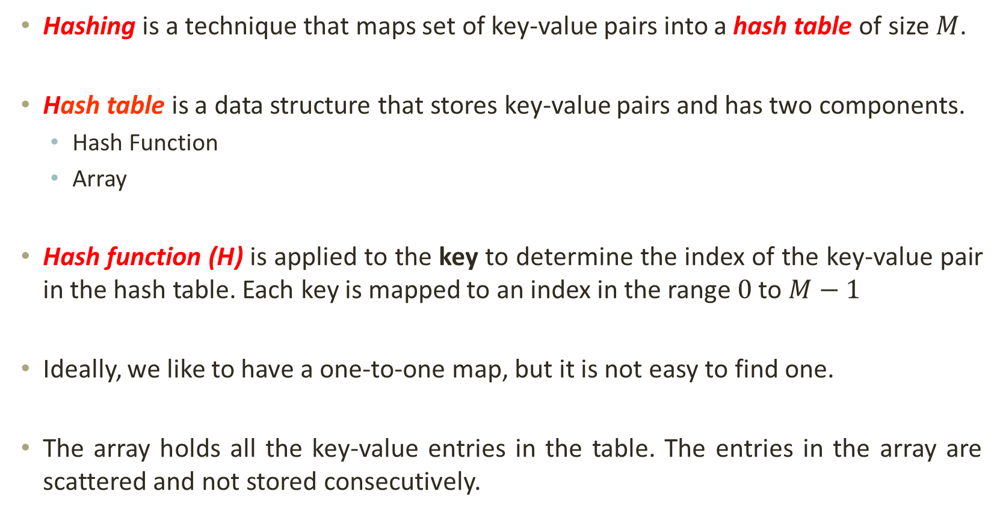 • Hashing is a technique that maps set of key-value pairs into a hash table of size M.
• Hash table is a data structure that stores key-value pairs and has two components.
• Hash Function
• Array
• Hash function (H) is applied to the key to determine the index of the key-value pair
in the hash table. Each key is mapped to an index in the range 0 to M − 1
• Ideally, we like to have a one-to-one map, but it is not easy to find one.
• The array holds all the key-value entries in the table. The entries in the array are
scattered and not stored consecutively.